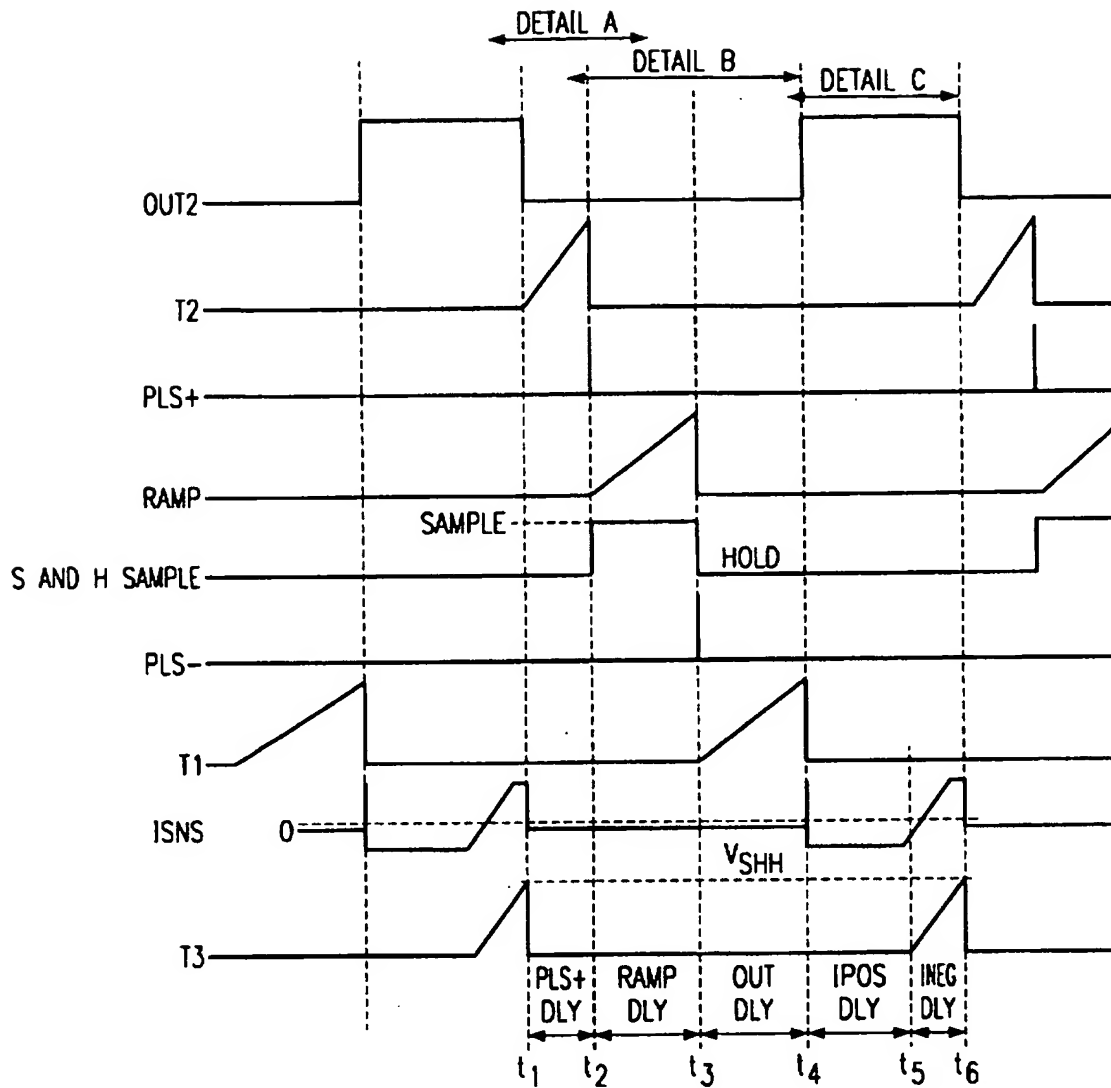 DETAIL A
DETAIL B
DETAIL C
OUT2
T2
PLS+
RAMP
SAMPLE
HOLD
S AND H SAMPLE
PLS−
T1
ISNS 0
VSHH
T3
PLS+ DLY
RAMP DLY
OUT DLY
IPOS DLY
INEG DLY
t1 t2 t3 t4 t5 t6